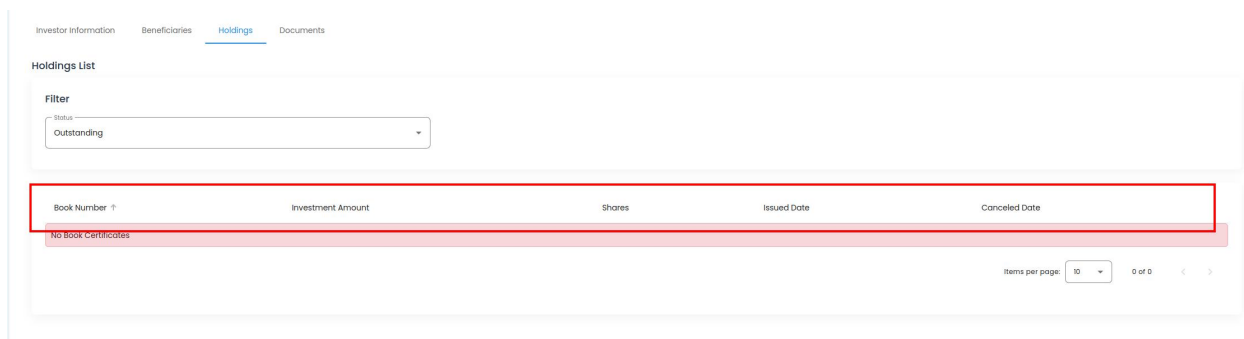 Investor Information Beneficiaries Holdings Documents
Holdings List
Filter
Status
Outstanding
Book Number ↑ Investment Amount Shares Issued Date Canceled Date
No Book Certificates
Items per page: 10 0 of 0